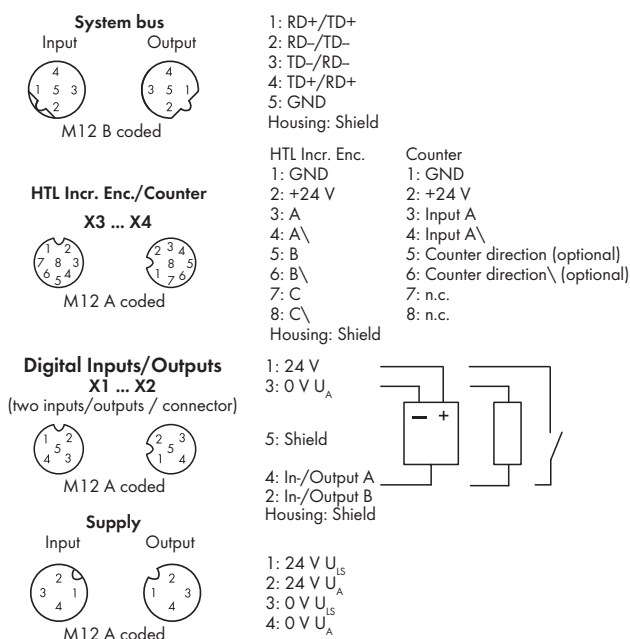 System bus
Input Output
4
1 5 3
2
4
3 5 1
2
M12 B coded
1: RD+/TD+
2: RD–/TD–
3: TD–/RD–
4: TD+/RD+
5: GND
Housing: Shield
HTL Incr. Enc./Counter
X3 ... X4
1 2
7 8 3
6 5 4
2 3 4
8 5
1 7 6
M12 A coded
HTL Incr. Enc.
1: GND
2: +24 V
3: A
4: A\
5: B
6: B\
7: C
8: C\
Housing: Shield
Counter
1: GND
2: +24 V
3: Input A
4: Input A\
5: Counter direction (optional)
6: Counter direction\ (optional)
7: n.c.
8: n.c.
Digital Inputs/Outputs
X1 ... X2
(two inputs/outputs / connector)
1 2
5
4 3
2 3
5
1 4
M12 A coded
1: 24 V
3: 0 V UA
5: Shield
4: In-/Output A
2: In-/Output B
Housing: Shield
– +
Supply
Input Output
2
3 1
4
2
1 3
4
M12 A coded
1: 24 V ULS
2: 24 V UA
3: 0 V ULS
4: 0 V UA